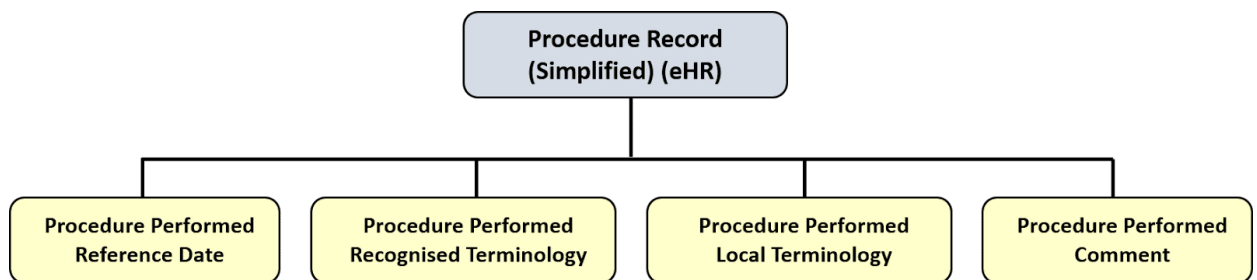 Procedure Record
(Simplified) (eHR)
Procedure Performed
Reference Date
Procedure Performed
Recognised Terminology
Procedure Performed
Local Terminology
Procedure Performed
Comment